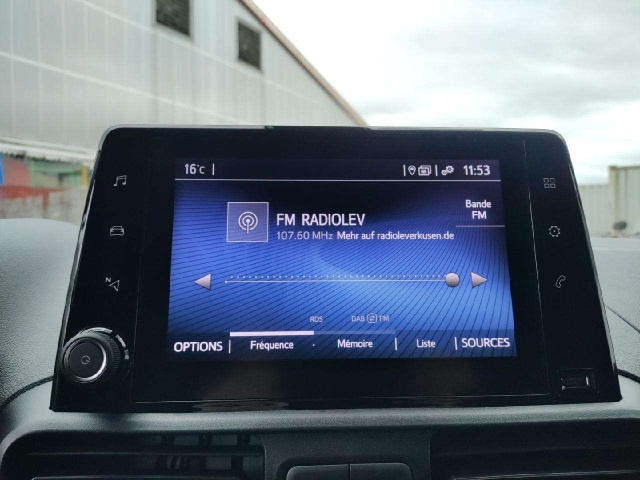 16°C
11:53
Bande
FM
FM RADIOLEV
107.60 MHz Mehr auf radioleverkusen.de
RDS DAB FM
OPTIONS Fréquence Mémoire Liste SOURCES